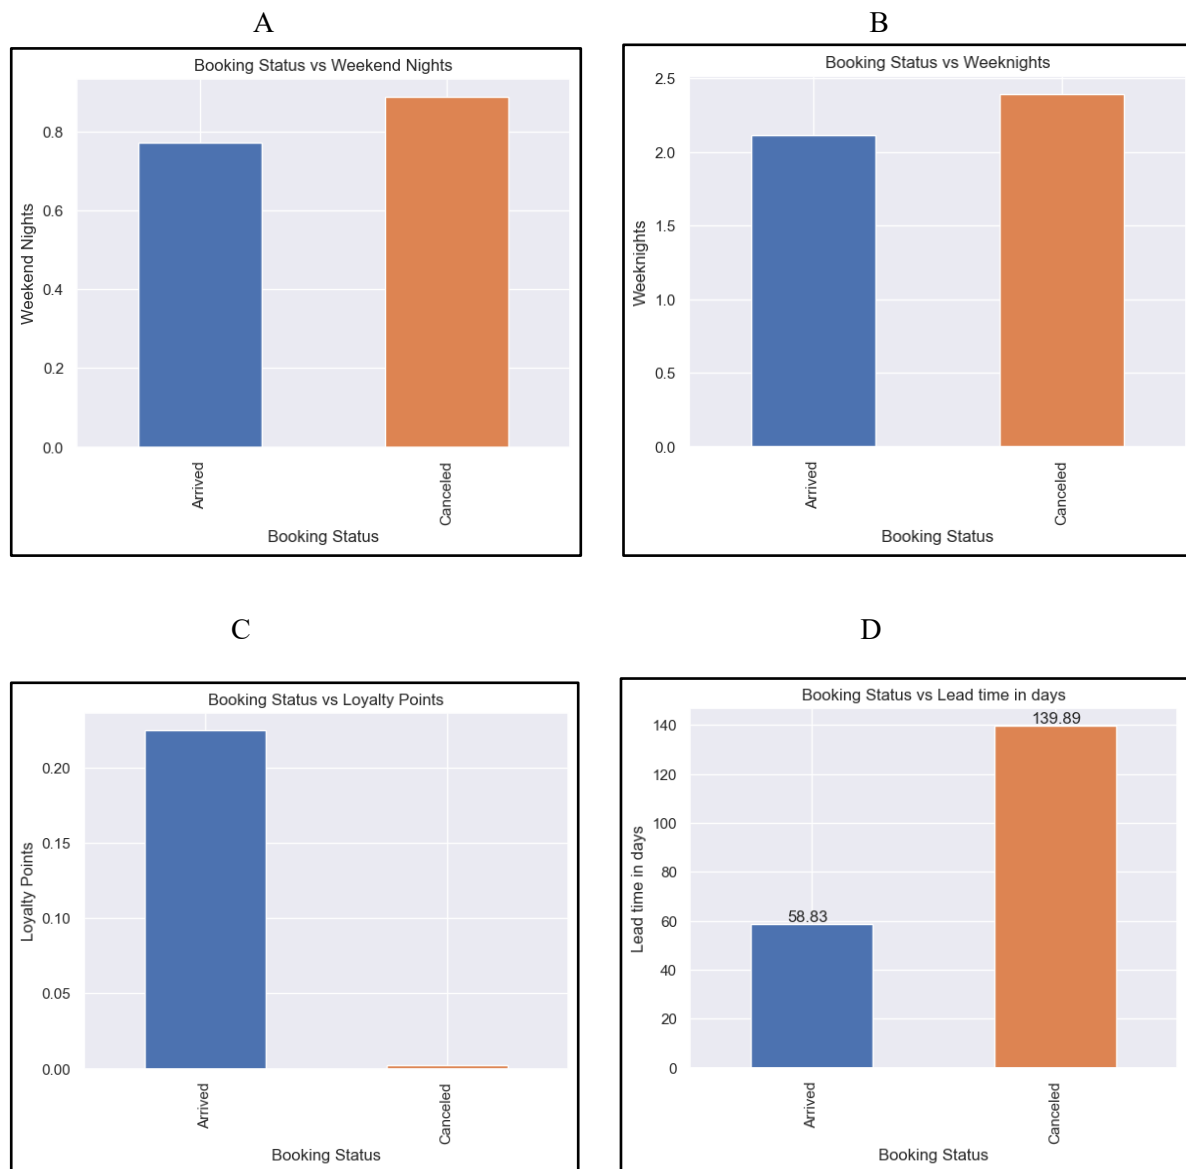 A
Booking Status vs Weekend Nights
Weekend Nights
0.8
0.6
0.4
0.2
0.0
Arrived
Canceled
Booking Status
B
Booking Status vs Weeknights
Weeknights
2.5
2.0
1.5
1.0
0.5
0.0
Arrived
Canceled
Booking Status
C
Booking Status vs Loyalty Points
Loyalty Points
0.20
0.15
0.10
0.05
0.00
Arrived
Canceled
Booking Status
D
Booking Status vs Lead time in days
Lead time in days
140
120
100
80
60
40
20
0
58.83
139.89
Arrived
Canceled
Booking Status